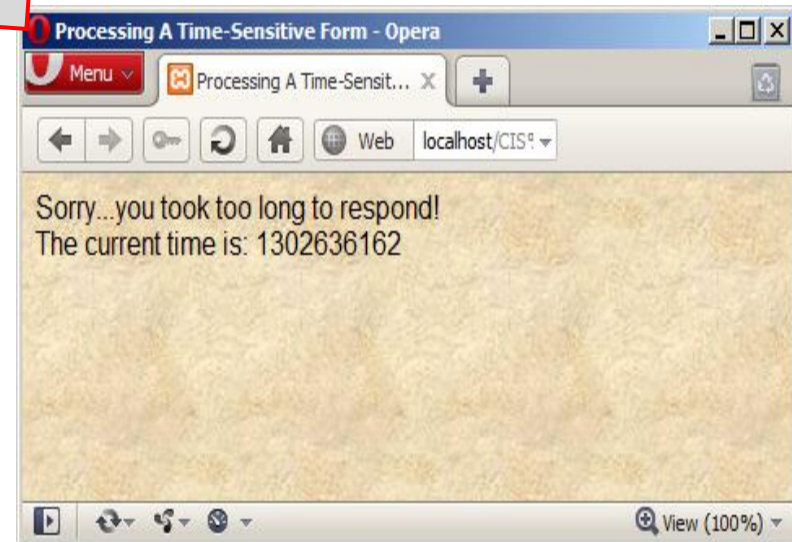 Processing A Time-Sensitive Form - Opera
Menu
Processing A Time-Sensit...
Web localhost/CIS
Sorry...you took too long to respond!
The current time is: 1302636162
View (100%)